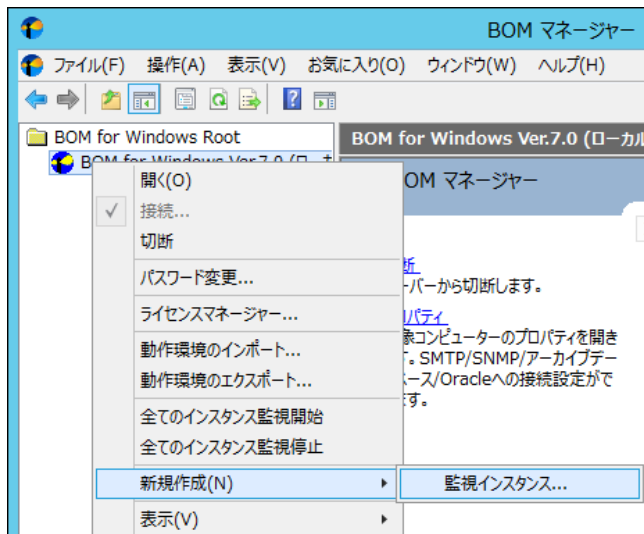 BOM マネージャー
ファイル(F) 操作(A) 表示(V) お気に入り(O) ウィンドウ(W) ヘルプ(H)
BOM for Windows Root
BOM for Windows Ver.7.0 (ロ
BOM for Windows Ver.7.0 (ローカル
OM マネージャー
開く(O)
接続...
切断
パスワード変更...
ライセンスマネージャー...
動作環境のインポート...
動作環境のエクスポート...
全てのインスタンス監視開始
全てのインスタンス監視停止
新規作成(N)
監視インスタンス...
表示(V)
断
ーバーから切断します。
パティ
象コンピューターのプロパティを開き
。SMTP/SNMP/アーカイブデー
ベース/Oracleへの接続設定がで
ます。